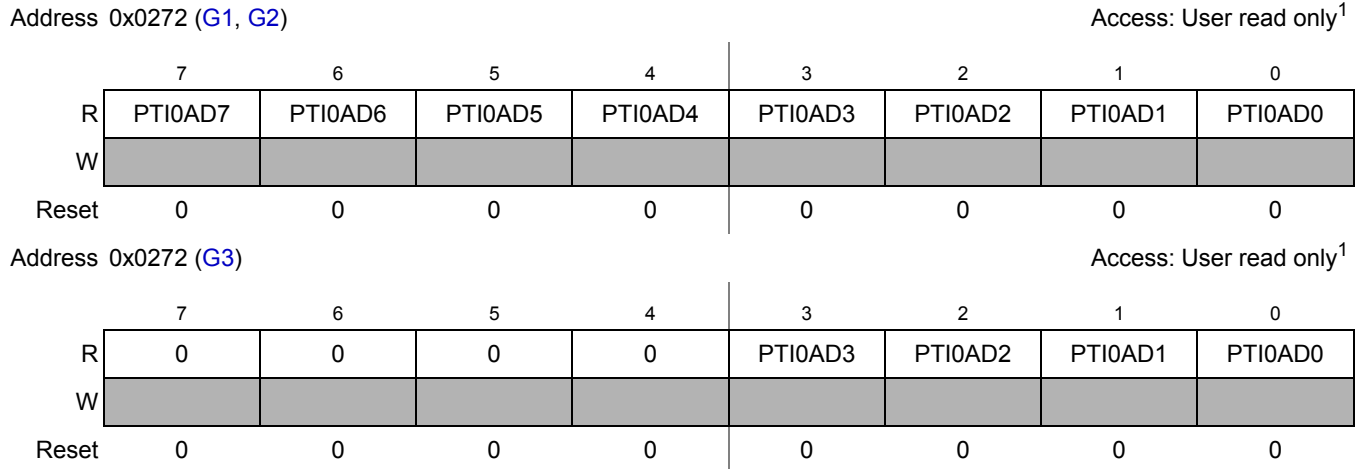 Address 0x0272 (G1, G2) Access: User read only1
7 6 5 4 3 2 1 0
R PTI0AD7 PTI0AD6 PTI0AD5 PTI0AD4 PTI0AD3 PTI0AD2 PTI0AD1 PTI0AD0
W
Reset 0 0 0 0 0 0 0 0
Address 0x0272 (G3) Access: User read only1
7 6 5 4 3 2 1 0
R 0 0 0 0 PTI0AD3 PTI0AD2 PTI0AD1 PTI0AD0
W
Reset 0 0 0 0 0 0 0 0